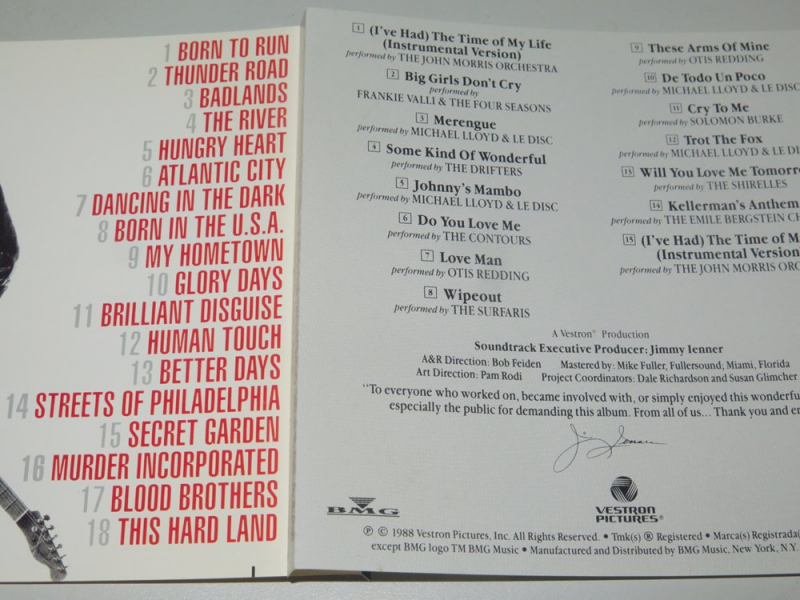 1 BORN TO RUN
2 THUNDER ROAD
3 BADLANDS
4 THE RIVER
5 HUNGRY HEART
6 ATLANTIC CITY
7 DANCING IN THE DARK
8 BORN IN THE U.S.A.
9 MY HOMETOWN
10 GLORY DAYS
11 BRILLIANT DISGUISE
12 HUMAN TOUCH
13 BETTER DAYS
14 STREETS OF PHILADELPHIA
15 SECRET GARDEN
16 MURDER INCORPORATED
17 BLOOD BROTHERS
18 THIS HARD LAND
1 (I've Had) The Time of My Life
(Instrumental Version)
performed by THE JOHN MORRIS ORCHESTRA
2 Big Girls Don't Cry
performed by
FRANKIE VALLI & THE FOUR SEASONS
3 Merengue
performed by MICHAEL LLOYD & LE DISC
4 Some Kind Of Wonderful
performed by THE DRIFTERS
5 Johnny's Mambo
performed by MICHAEL LLOYD & LE DISC
6 Do You Love Me
performed by THE CONTOURS
7 Love Man
performed by OTIS REDDING
8 Wipeout
performed by THE SURFARIS
9 These Arms Of Mine
performed by OTIS REDDING
10 De Todo Un Poco
performed by MICHAEL LLOYD & LE DISC
11 Cry To Me
performed by SOLOMON BURKE
12 Trot The Fox
performed by MICHAEL LLOYD & LE DI
13 Will You Love Me Tomorr
performed by THE SHIRELLES
14 Kellerman's Anthem
performed by THE EMILE BERGSTEIN CH
15 (I've Had) The Time of M
(Instrumental Version
performed by THE JOHN MORRIS OR
A Vestron® Production
Soundtrack Executive Producer: Jimmy Ienner
A&R Direction: Bob Feiden Mastered by: Mike Fuller, Fullersound, Miami, Florida
Art Direction: Pam Rodi Project Coordinators: Dale Richardson and Susan Glimcher
"To everyone who worked on, became involved with, or simply enjoyed this wonderfu
especially the public for demanding this album. From all of us... Thank you and en
BMG
VESTRON
PICTURES®
℗ © 1988 Vestron Pictures, Inc. All Rights Reserved. • Tmk(s) ® Registered • Marca(s) Registrada(
except BMG logo TM BMG Music • Manufactured and Distributed by BMG Music, New York, N.Y.